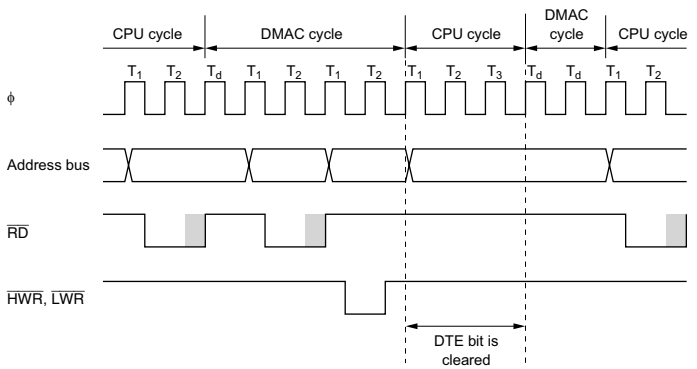 CPU cycle DMAC cycle CPU cycle DMAC cycle CPU cycle
T1 T2 Td T1 T2 T1 T2 T1 T2 T3 Td Td T1 T2
ϕ
Address bus
RD
HWR, LWR
DTE bit is
cleared